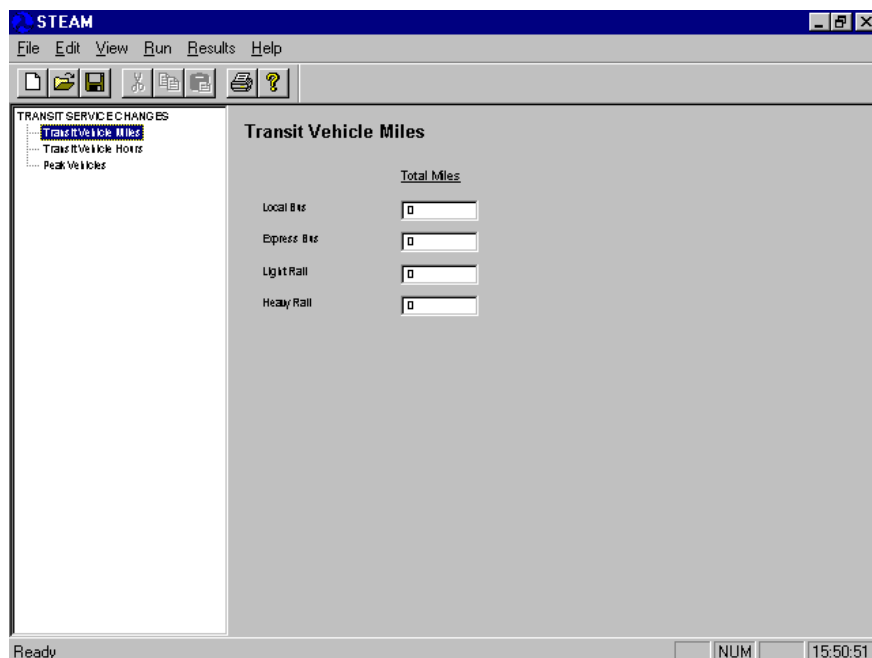 STEAM
File Edit View Run Results Help
TRANSIT SERVICE CHANGES
Transit Vehicle Miles
Transit Vehicle Hours
Peak Vehicles
Transit Vehicle Miles
Total Miles
Local Bus 0
Express Bus 0
Light Rail 0
Heavy Rail 0
Ready NUM 15:50:51